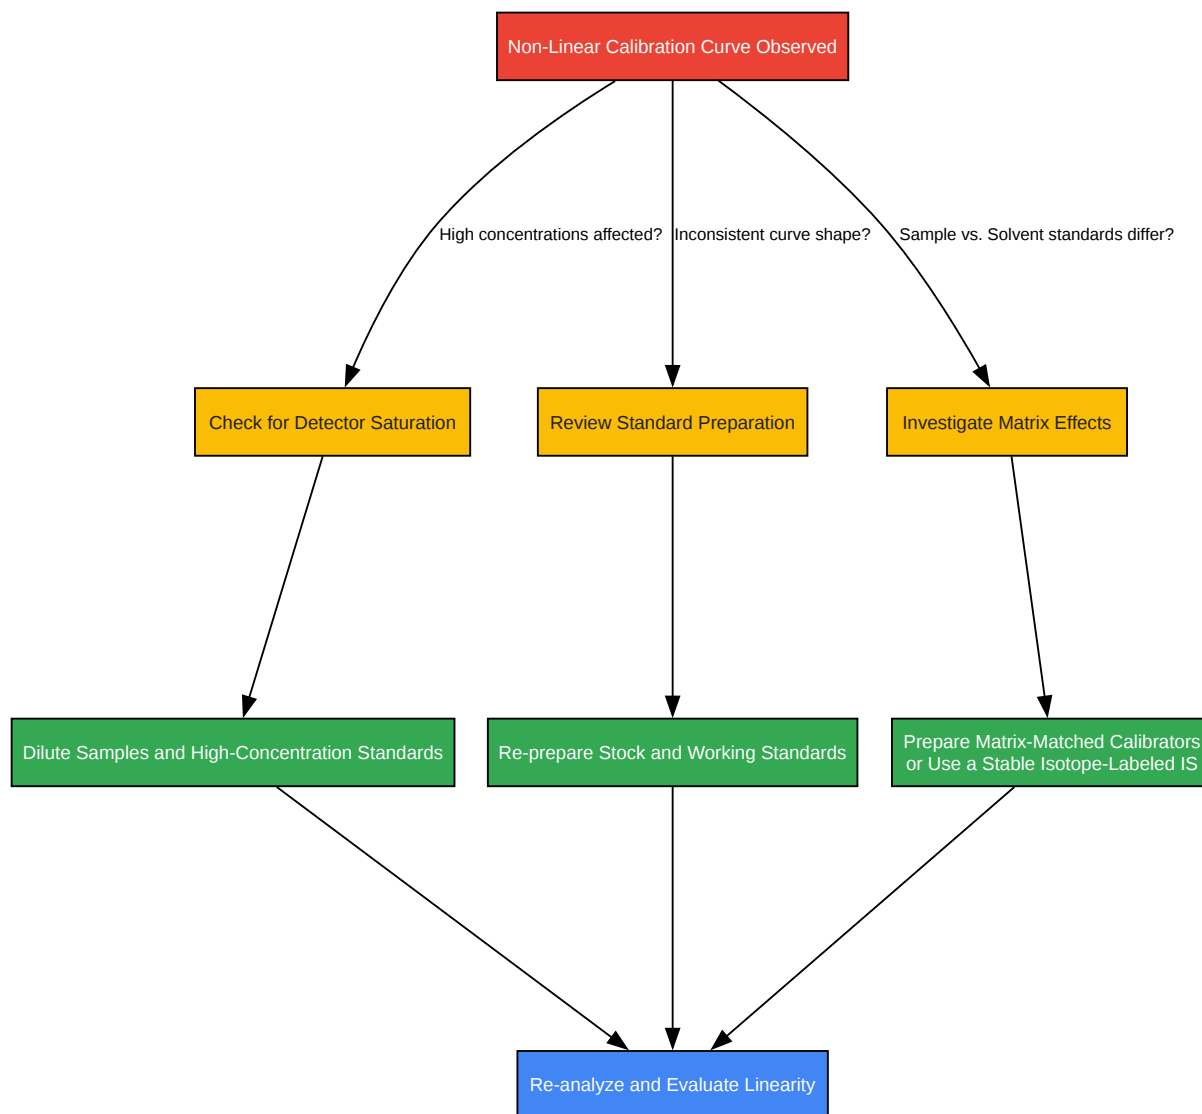 Non-Linear Calibration Curve Observed
High concentrations affected?
Inconsistent curve shape?
Sample vs. Solvent standards differ?
Check for Detector Saturation
Review Standard Preparation
Investigate Matrix Effects
Dilute Samples and High-Concentration Standards
Re-prepare Stock and Working Standards
Prepare Matrix-Matched Calibrators
or Use a Stable Isotope-Labeled IS
Re-analyze and Evaluate Linearity